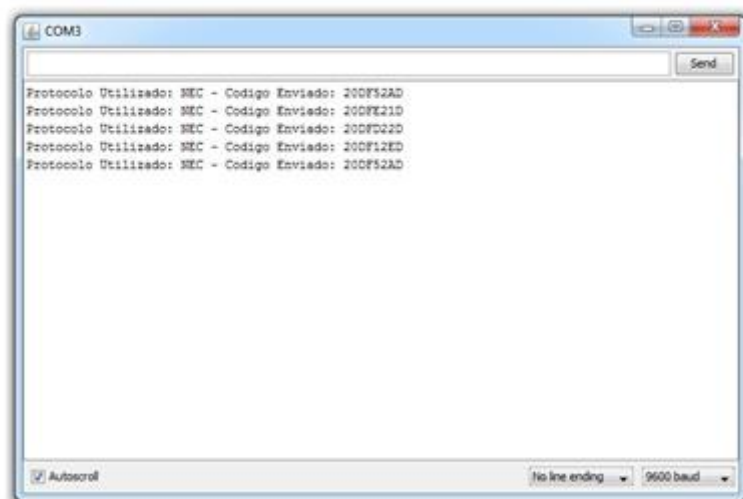 COM3
Send
Protocolo Utilizado: NEC - Codigo Enviado: 20DF52AD
Protocolo Utilizado: NEC - Codigo Enviado: 20DFE21D
Protocolo Utilizado: NEC - Codigo Enviado: 20DFD22D
Protocolo Utilizado: NEC - Codigo Enviado: 20DF12ED
Protocolo Utilizado: NEC - Codigo Enviado: 20DF52AD
Autoscroll
No line ending
9600 baud